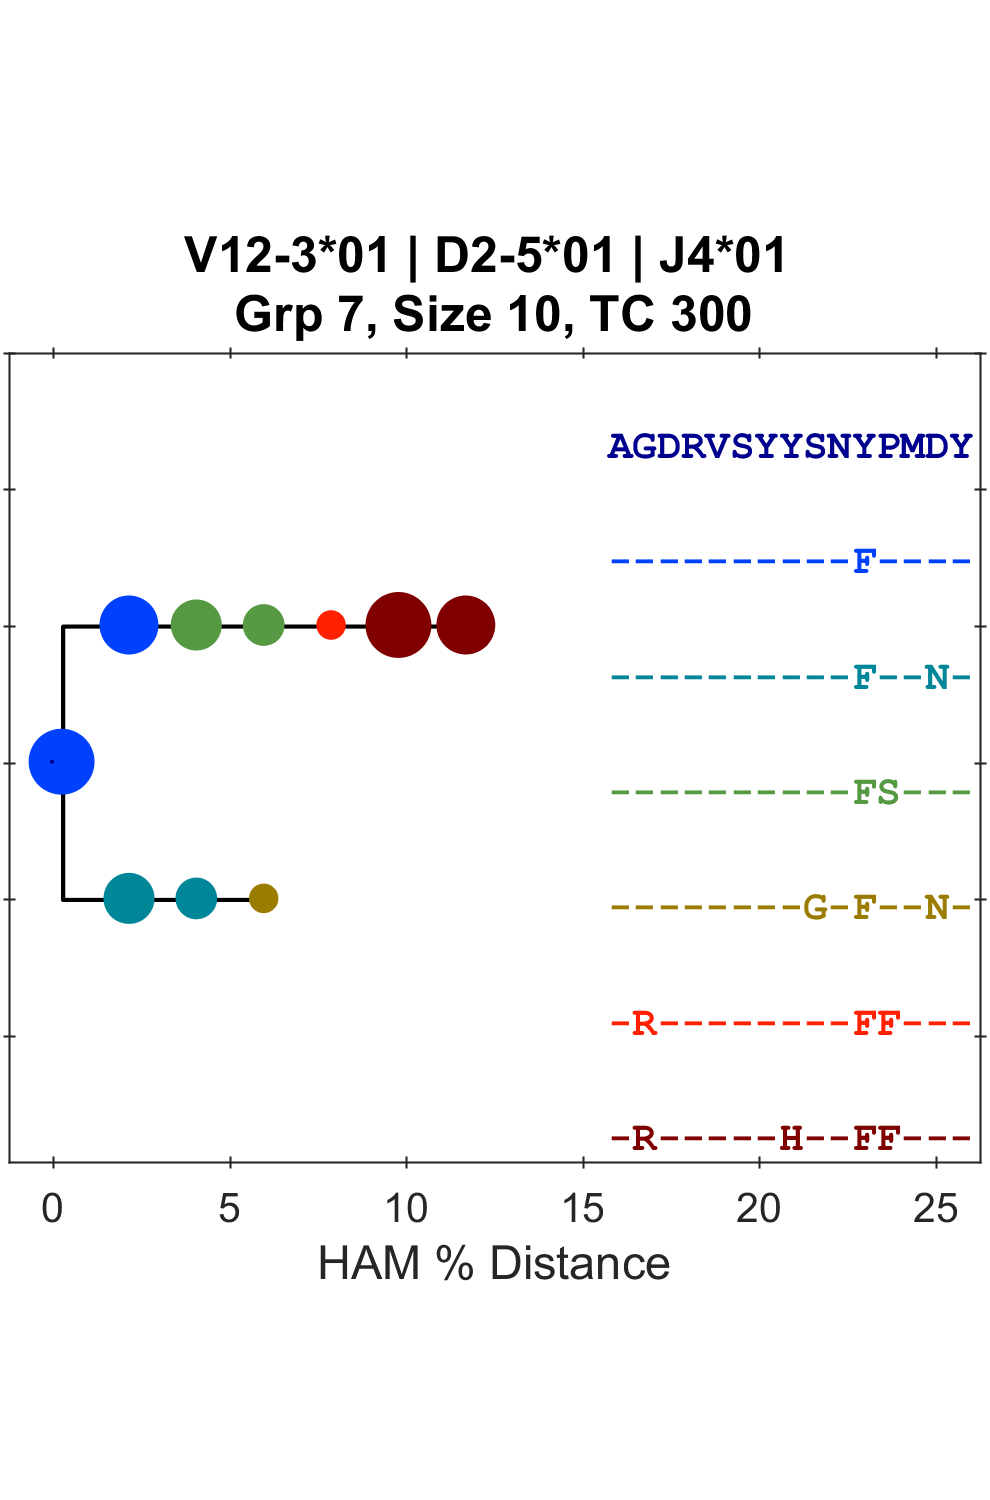 V12-3*01 | D2-5*01 | J4*01
Grp 7, Size 10, TC 300
AGDRVSYYSNYPMDY
----------F----
----------F--N-
----------FS---
--------G-F--N-
-R--------FF---
-R-----H--FF---
0 5 10 15 20 25
HAM % Distance